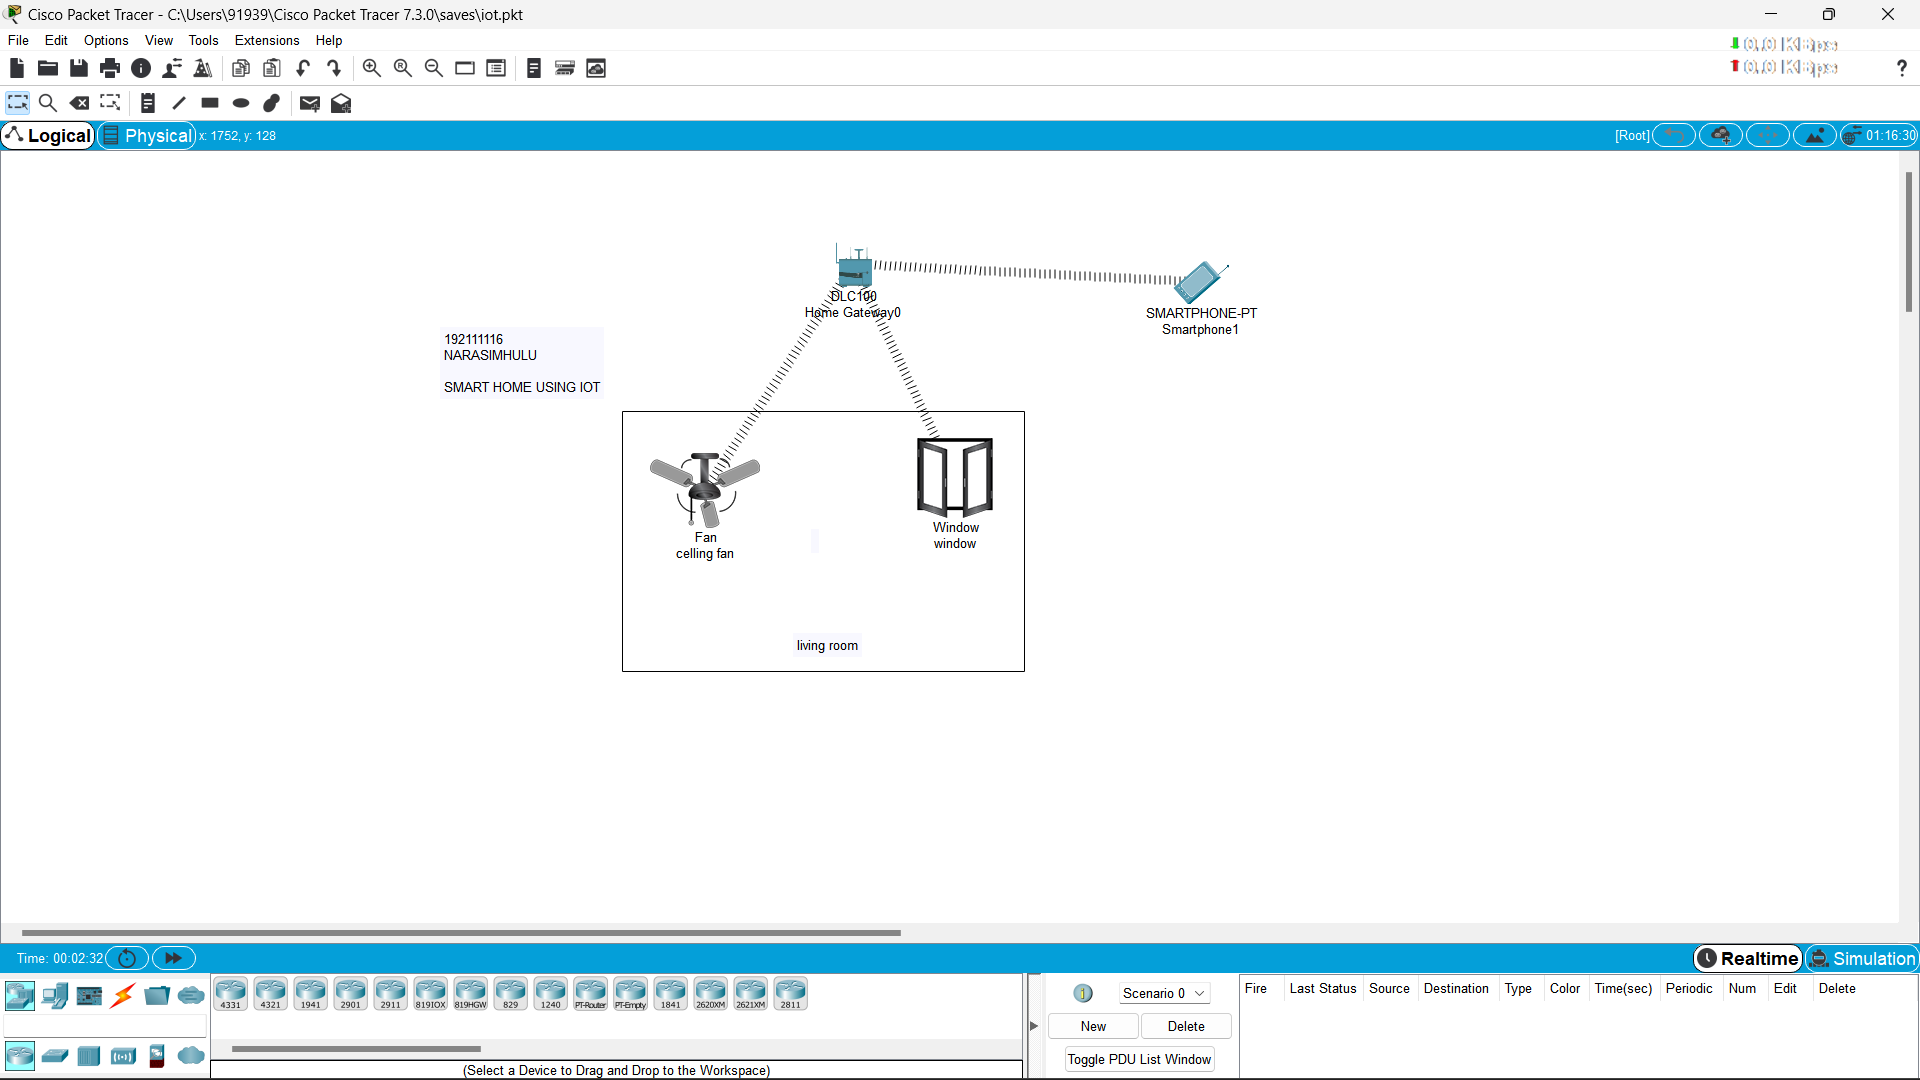 Cisco Packet Tracer - C:\Users\91939\Cisco Packet Tracer 7.3.0\saves\iot.pkt
File Edit Options View Tools Extensions Help
0.0 KBps
0.0 KBps
?
Logical Physical x: 1752, y: 128 [Root] 01:16:30
DLC100
Home Gateway0
SMARTPHONE-PT
Smartphone1
192111116
NARASIMHULU
SMART HOME USING IOT
Fan
celling fan
Window
window
living room
Time: 00:02:32 Realtime Simulation
4331 4321 1941 2901 2911 819IOX 819HGW 829 1240 PT-Router PT-Empty 1841 2620XM 2621XM 2811
Scenario 0
New Delete
Toggle PDU List Window
Fire Last Status Source Destination Type Color Time(sec) Periodic Num Edit Delete
(Select a Device to Drag and Drop to the Workspace)